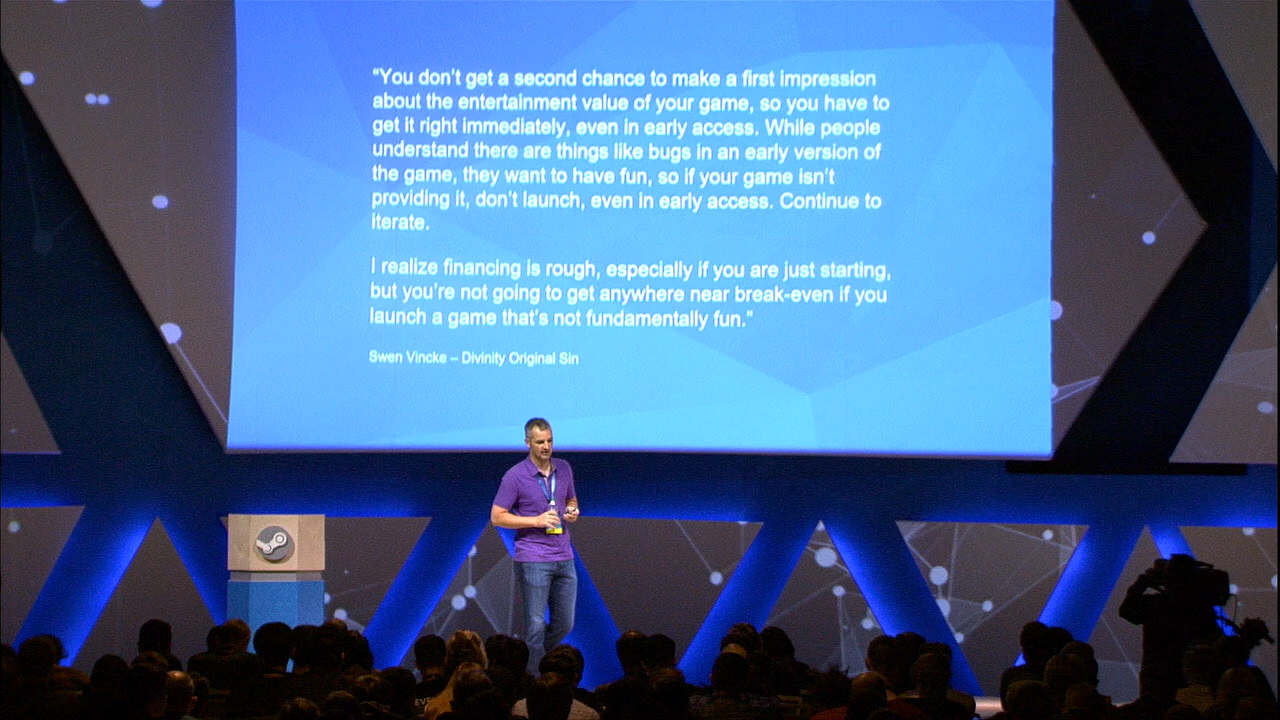 “You don’t get a second chance to make a first impression
about the entertainment value of your game, so you have to
get it right immediately, even in early access. While people
understand there are things like bugs in an early version of
the game, they want to have fun, so if your game isn’t
providing it, don’t launch, even in early access. Continue to
iterate.
I realize financing is rough, especially if you are just starting,
but you’re not going to get anywhere near break-even if you
launch a game that’s not fundamentally fun.”
Swen Vincke – Divinity Original Sin